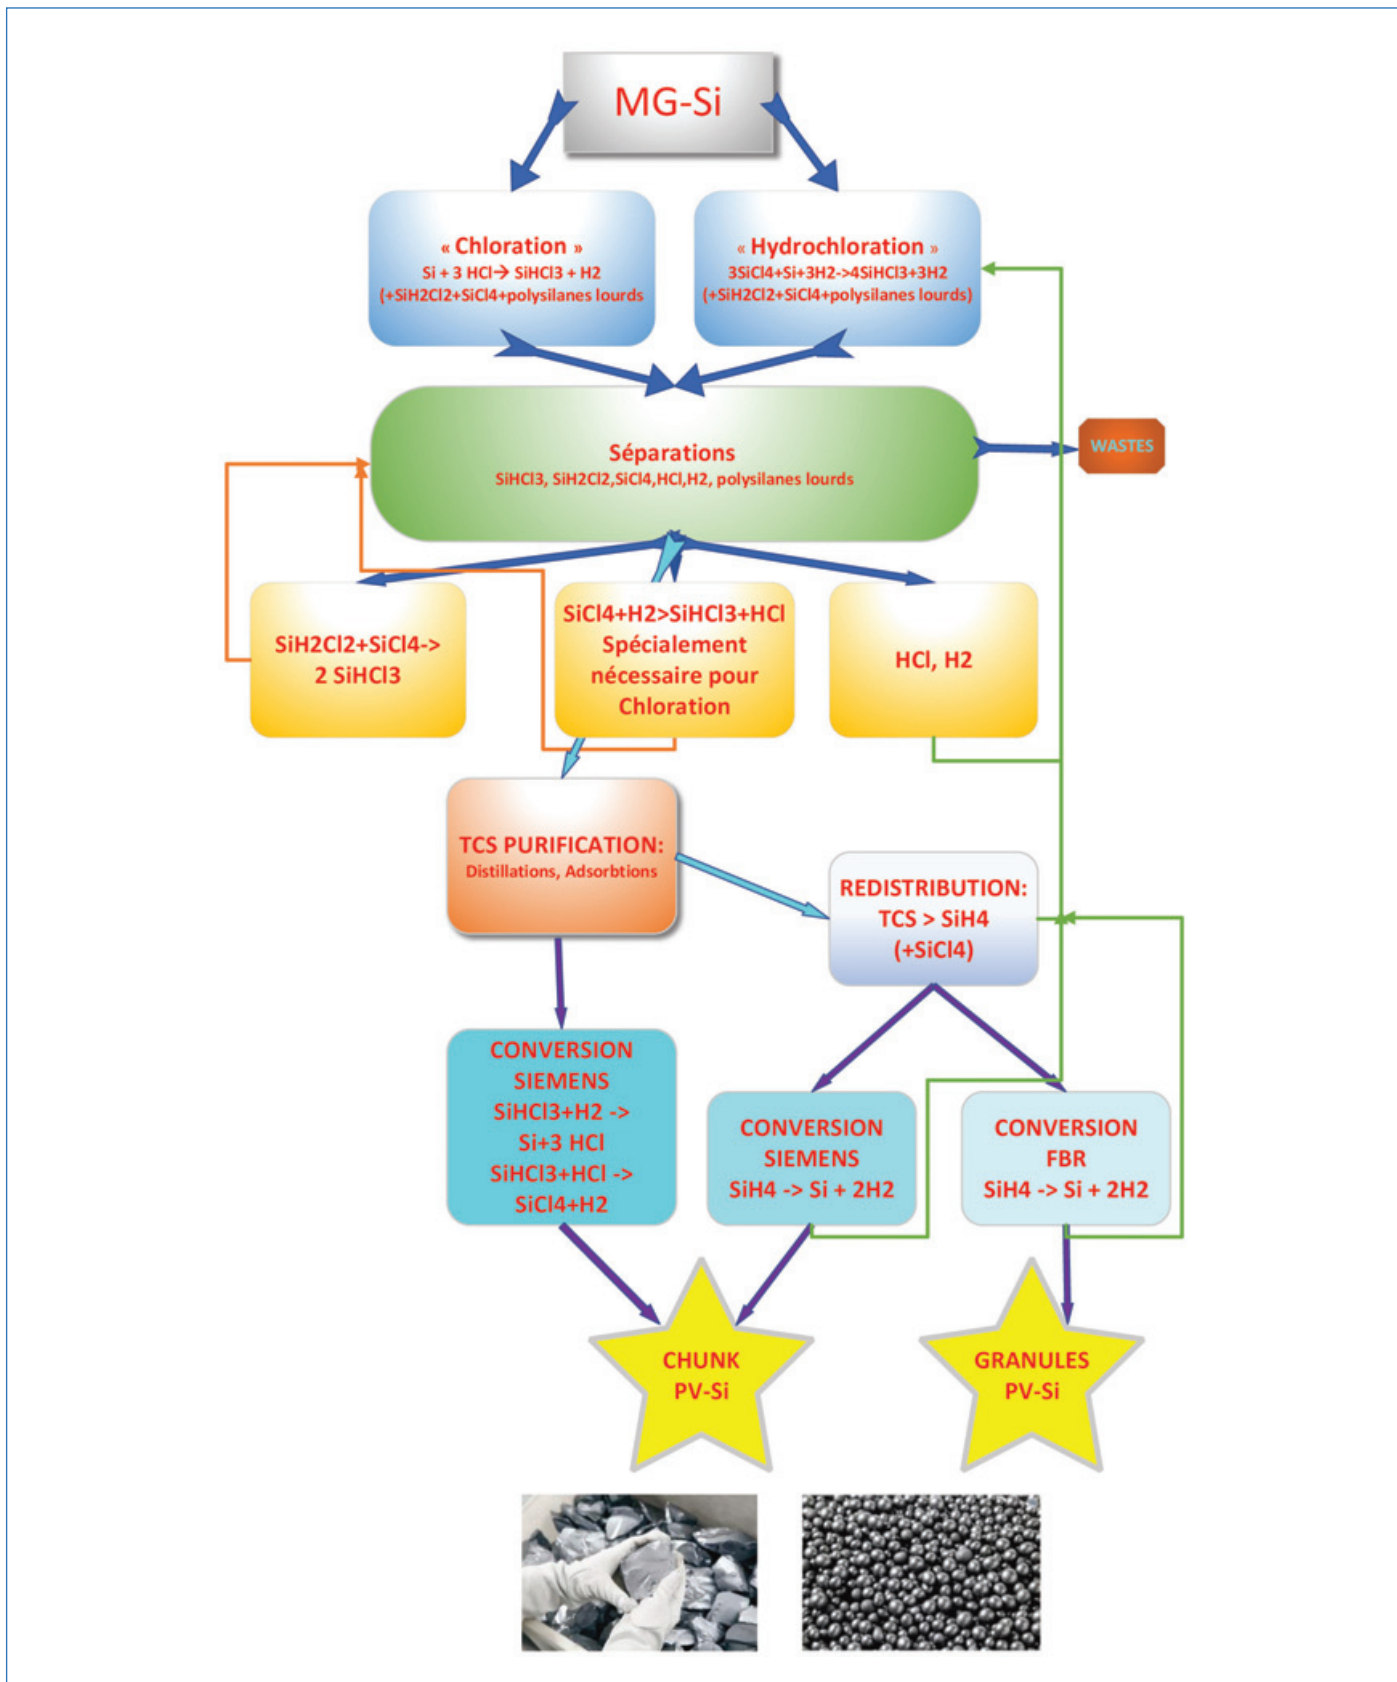 MG-Si
« Chloration »
Si + 3 HCl→ SiHCl3 + H2
(+SiH2Cl2+SiCl4+polysilanes lourds
« Hydrochloration »
3SiCl4+Si+3H2->4SiHCl3+3H2
(+SiH2Cl2+SiCl4+polysilanes lourds)
Séparations
SiHCl3, SiH2Cl2,SiCl4,HCl,H2, polysilanes lourds
WASTES
SiH2Cl2+SiCl4->
2 SiHCl3
SiCl4+H2>SiHCl3+HCl
Spécialement
nécessaire pour
Chloration
HCl, H2
TCS PURIFICATION:
Distillations, Adsorbtions
REDISTRIBUTION:
TCS > SiH4
(+SiCl4)
CONVERSION
SIEMENS
SiHCl3+H2 ->
Si+3 HCl
SiHCl3+HCl ->
SiCl4+H2
CONVERSION
SIEMENS
SiH4 -> Si + 2H2
CONVERSION
FBR
SiH4 -> Si + 2H2
CHUNK
PV-Si
GRANULES
PV-Si